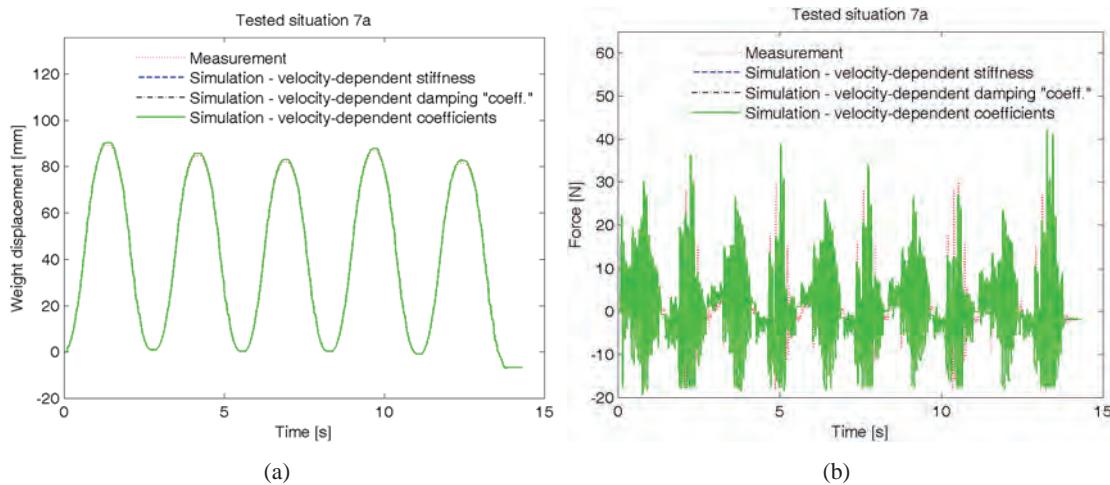 Tested situation 7a
120
100
80
60
40
20
0
-20
Weight displacement [mm]
Measurement
Simulation - velocity-dependent stiffness
Simulation - velocity-dependent damping "coeff."
Simulation - velocity-dependent coefficients
0 5 10 15
Time [s]
(a)
Tested situation 7a
60
50
40
30
20
10
0
-10
-20
Force [N]
Measurement
Simulation - velocity-dependent stiffness
Simulation - velocity-dependent damping "coeff."
Simulation - velocity-dependent coefficients
0 5 10 15
Time [s]
(b)